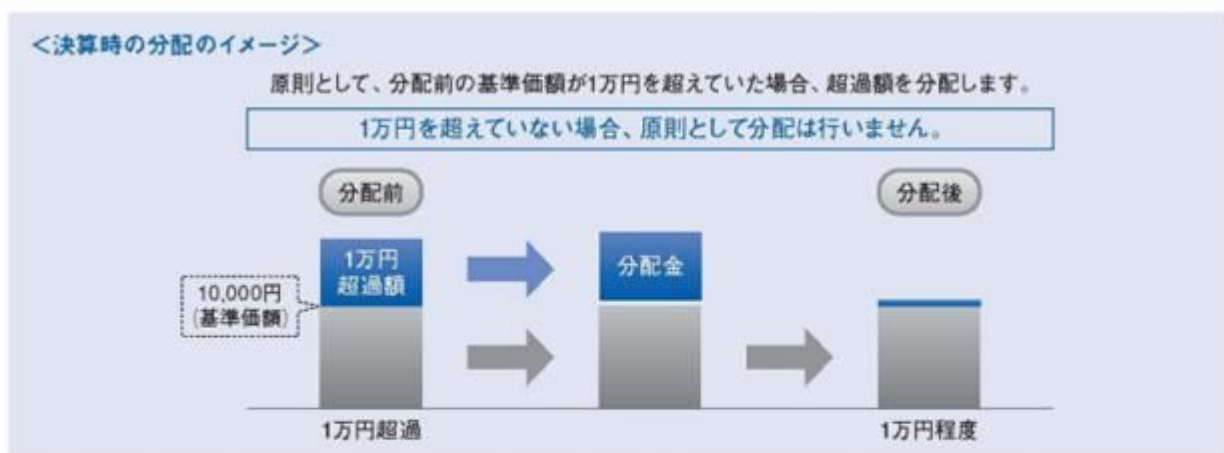 ＜決算時の分配のイメージ＞
原則として、分配前の基準価額が1万円を超えていた場合、超過額を分配します。
1万円を超えていない場合、原則として分配は行いません。
分配前
分配後
1万円
超過額
分配金
10,000円
（基準価額）
1万円超過
1万円程度